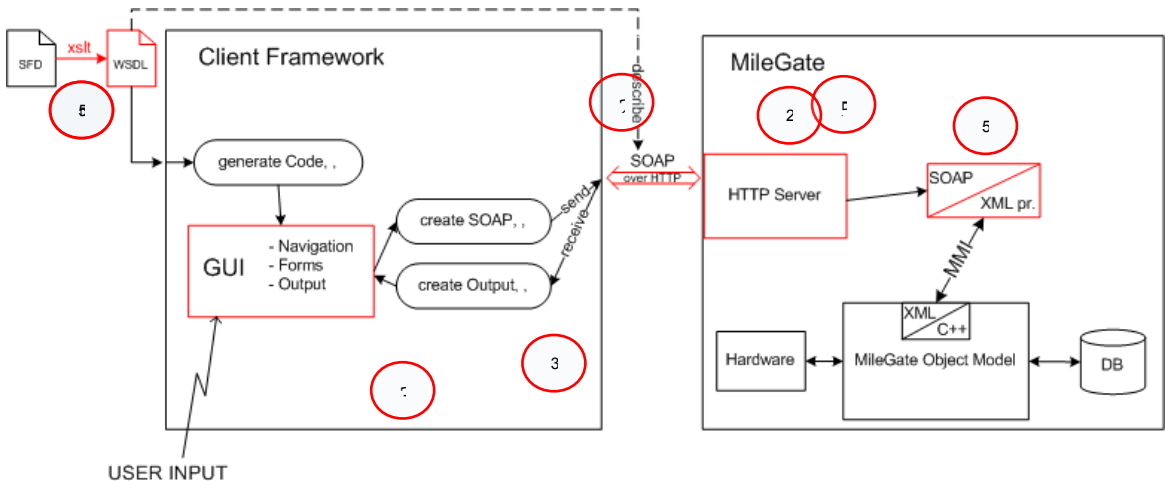 SFD
xslt
WSDL
Client Framework
describe
MileGate
2
5
generate Code, ,
SOAP
over HTTP
HTTP Server
SOAP
XML pr.
create SOAP, ,
send
receive
GUI
- Navigation
- Forms
- Output
create Output, ,
MMI
XML
C++
Hardware
MileGate Object Model
DB
3
USER INPUT